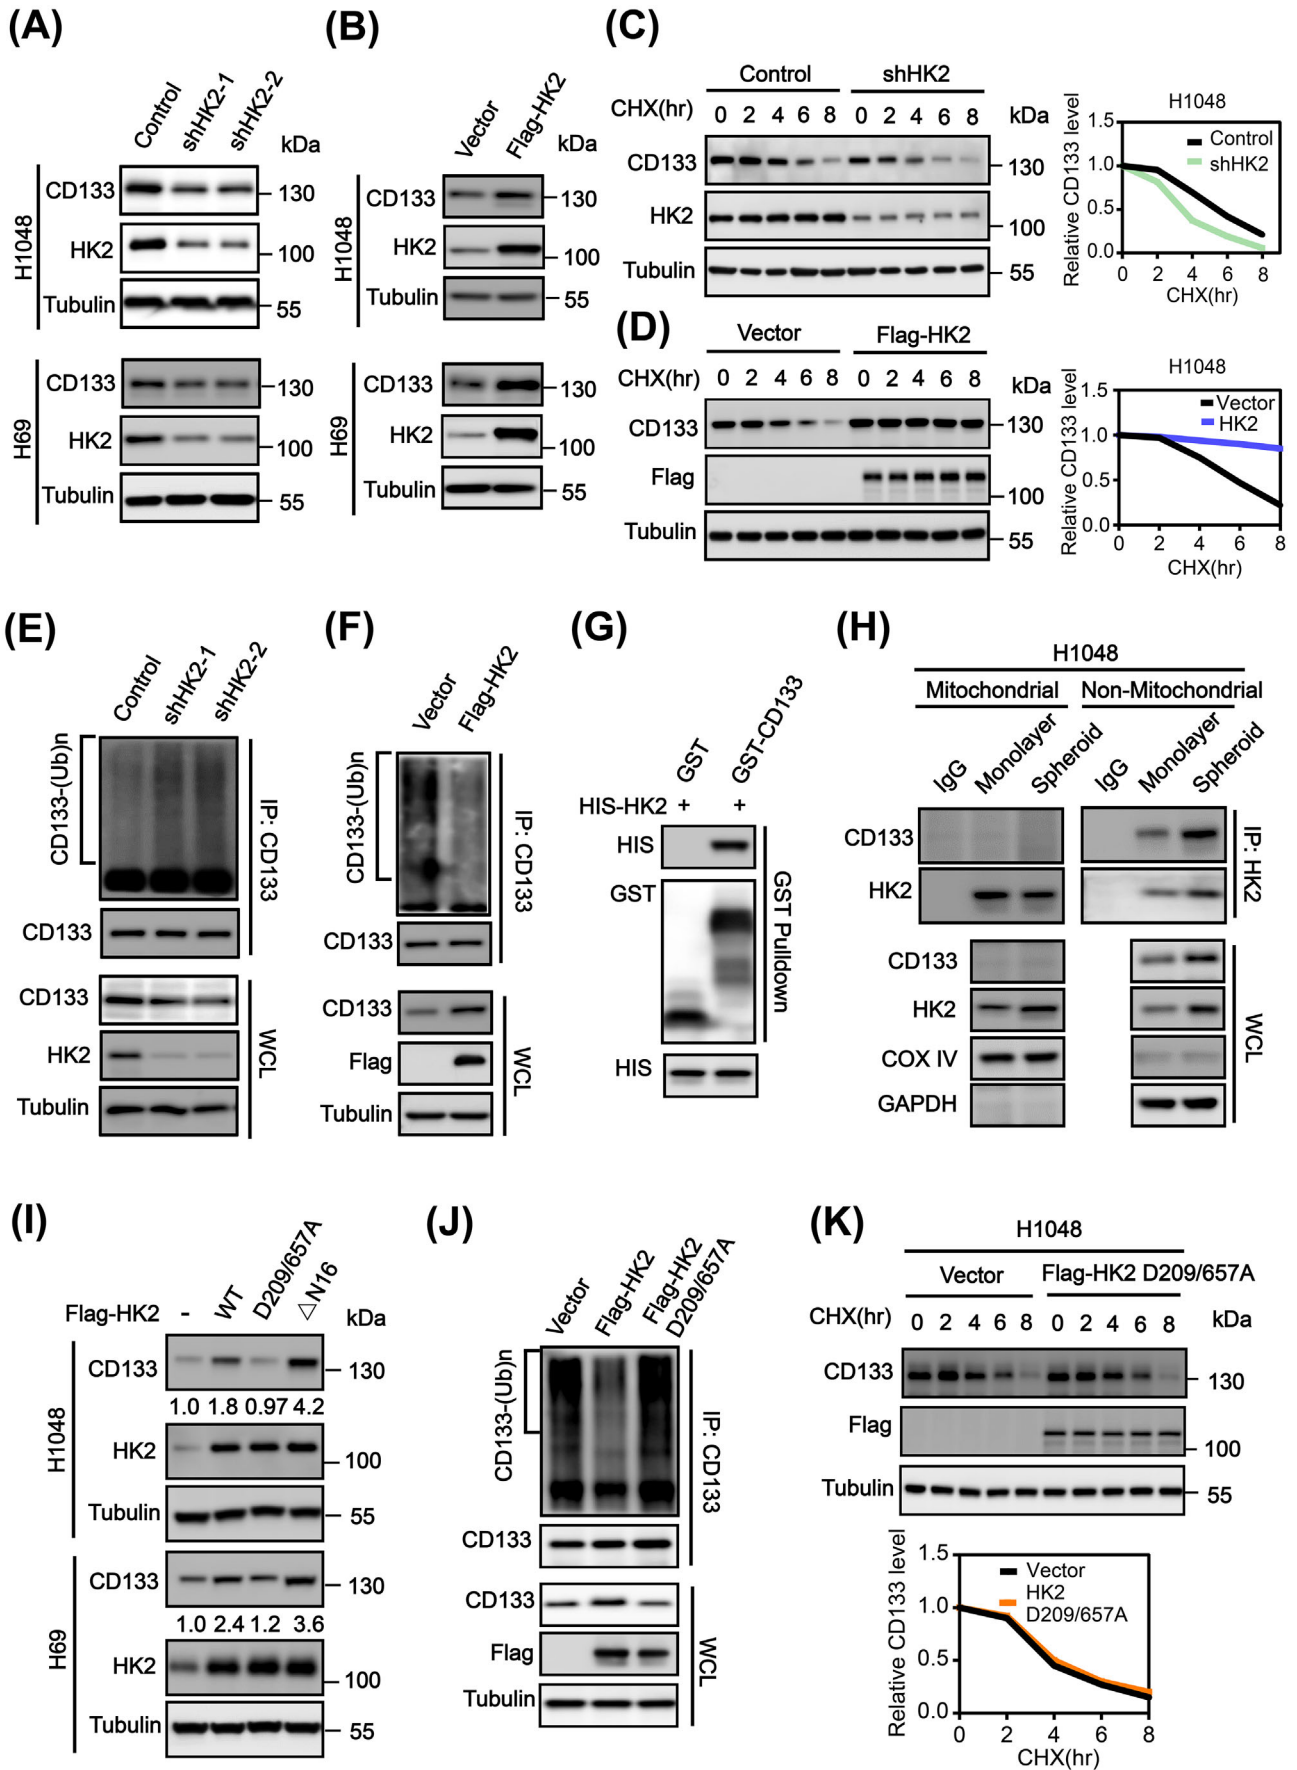 (A)
Control
shHK2-1
shHK2-2
kDa
H1048
CD133
130
HK2
100
Tubulin
55
H69
CD133
130
HK2
100
Tubulin
55
(B)
Vector
Flag-HK2
kDa
H1048
CD133
130
HK2
100
Tubulin
55
H69
CD133
130
HK2
100
Tubulin
55
(C)
Control shHK2
CHX(hr) 0 2 4 6 8 0 2 4 6 8 kDa
CD133
130
HK2
100
Tubulin
55
H1048
Relative CD133 level
1.5
1.0
0.5
0.0
Control
shHK2
0 2 4 6 8
CHX(hr)
(D)
Vector Flag-HK2
CHX(hr) 0 2 4 6 8 0 2 4 6 8 kDa
CD133
130
Flag
100
Tubulin
55
H1048
Relative CD133 level
1.5
1.0
0.5
0.0
Vector
HK2
0 2 4 6 8
CHX(hr)
(E)
Control
shHK2-1
shHK2-2
CD133-(Ub)n
CD133
IP: CD133
CD133
HK2
Tubulin
WCL
(F)
Vector
Flag-HK2
CD133-(Ub)n
CD133
IP: CD133
CD133
Flag
Tubulin
WCL
(G)
GST
GST-CD133
HIS-HK2 + +
HIS
GST
GST Pulldown
HIS
(H)
H1048
Mitochondrial Non-Mitochondrial
IgG
Monolayer
Spheroid
IgG
Monolayer
Spheroid
CD133
HK2
IP: HK2
CD133
HK2
COX IV
GAPDH
WCL
(I)
Flag-HK2
-
WT
D209/657A
▽N16
kDa
H1048
CD133
130
1.0 1.8 0.97 4.2
HK2
100
Tubulin
55
H69
CD133
130
1.0 2.4 1.2 3.6
HK2
100
Tubulin
55
(J)
Vector
Flag-HK2
Flag-HK2
D209/657A
CD133-(Ub)n
CD133
IP: CD133
CD133
Flag
Tubulin
WCL
(K)
H1048
Vector Flag-HK2 D209/657A
CHX(hr) 0 2 4 6 8 0 2 4 6 8 kDa
CD133
130
Flag
100
Tubulin
55
Relative CD133 level
1.5
1.0
0.5
0.0
Vector
HK2
D209/657A
0 2 4 6 8
CHX(hr)